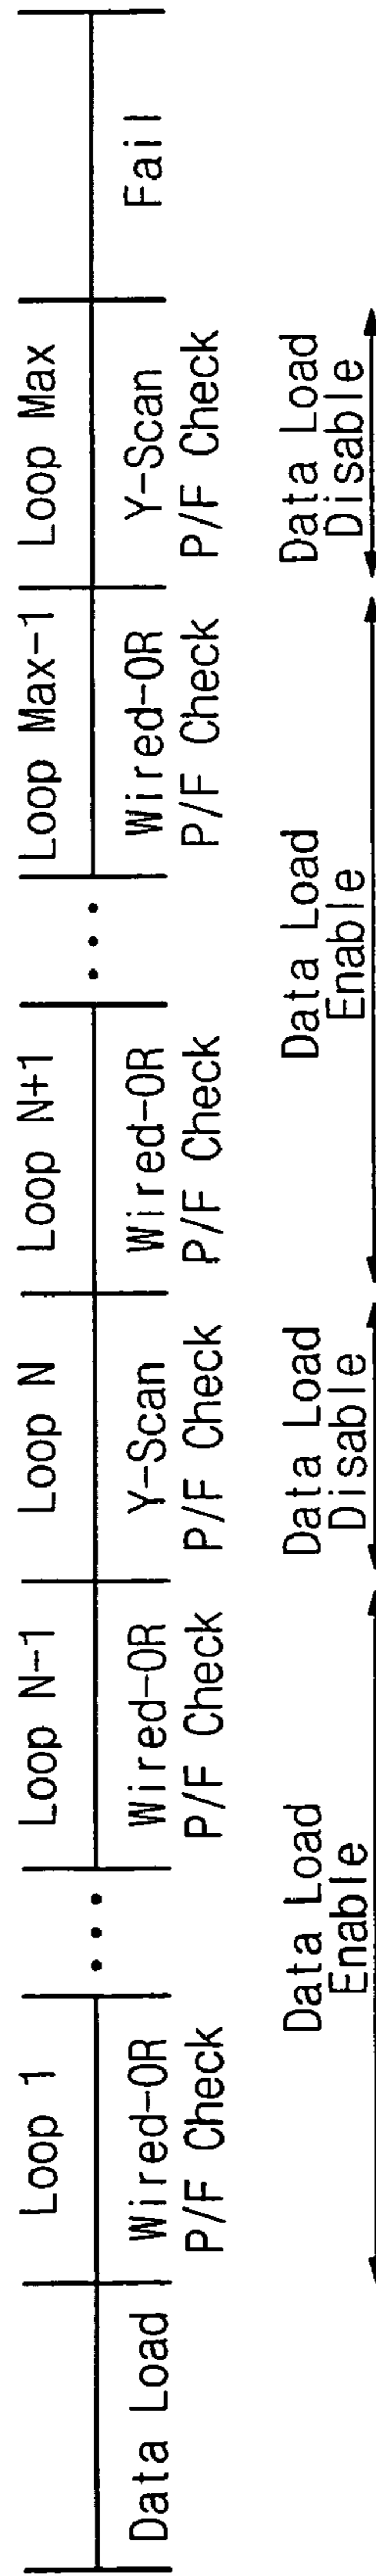 Loop 1
Loop N-1
Loop N
Loop N+1
Loop Max-1
Loop Max
Data Load
Wired-OR
P/F Check
• • •
Wired-OR
P/F Check
Y-Scan
P/F Check
Wired-OR
P/F Check
• • •
Wired-OR
P/F Check
Y-Scan
P/F Check
Fail
Data Load
Enable
Data Load
Disable
Data Load
Enable
Data Load
Disable